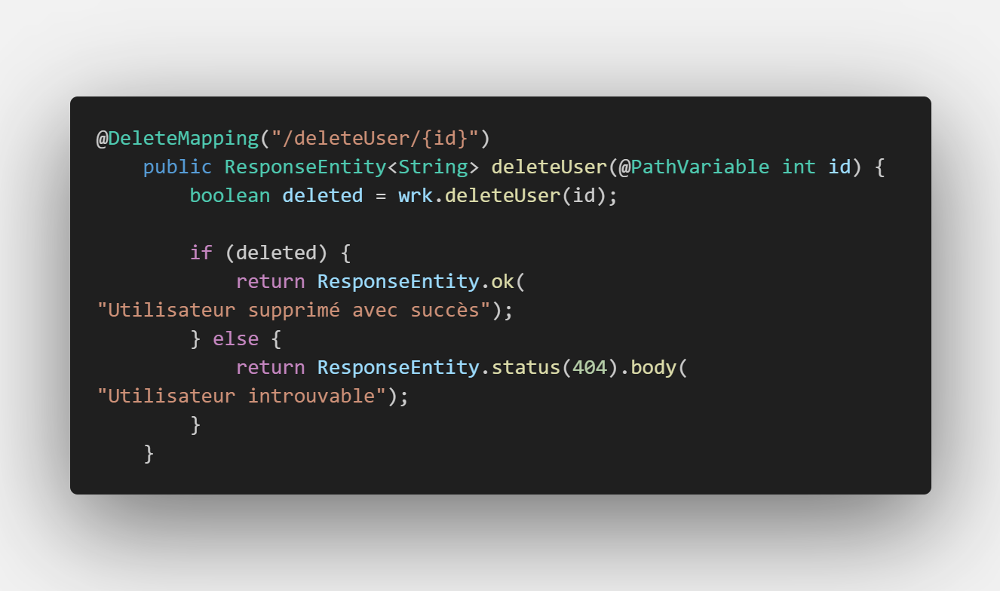 @DeleteMapping("/deleteUser/{id}")
    public ResponseEntity<String> deleteUser(@PathVariable int id) {
        boolean deleted = wrk.deleteUser(id);

        if (deleted) {
            return ResponseEntity.ok(
"Utilisateur supprimé avec succès");
        } else {
            return ResponseEntity.status(404).body(
"Utilisateur introuvable");
        }
    }